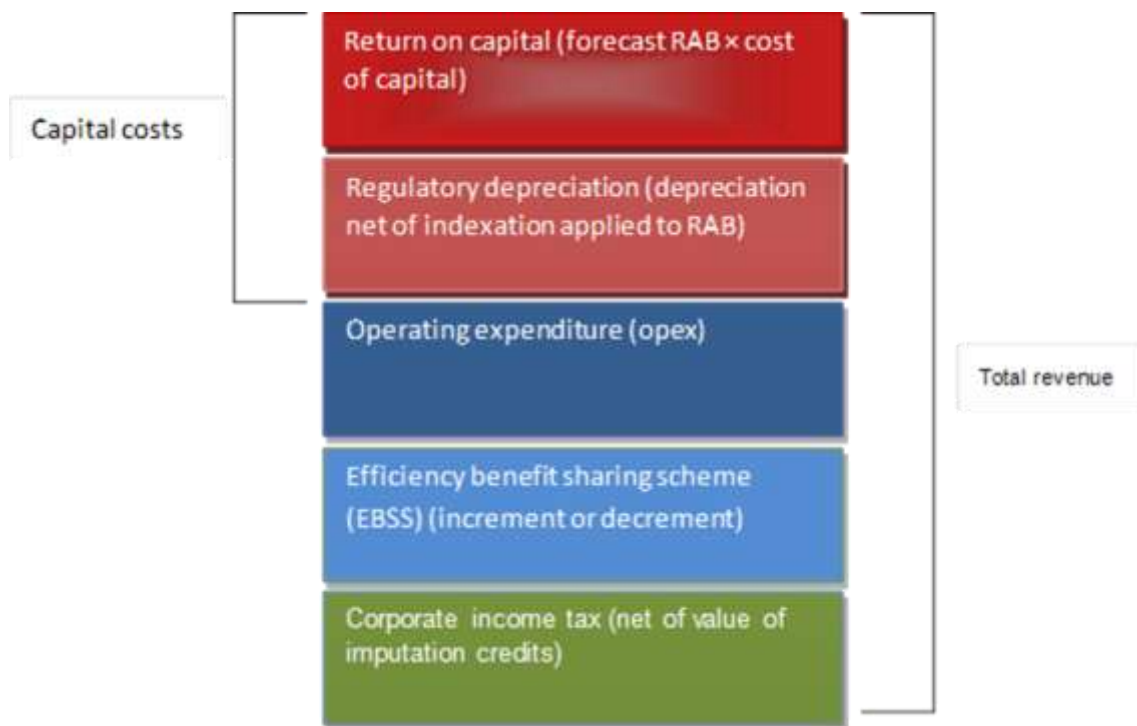 Return on capital (forecast RAB × cost
of capital)
Capital costs
Regulatory depreciation (depreciation
net of indexation applied to RAB)
Operating expenditure (opex)
Total revenue
Efficiency benefit sharing scheme
(EBSS) (increment or decrement)
Corporate income tax (net of value of
imputation credits)